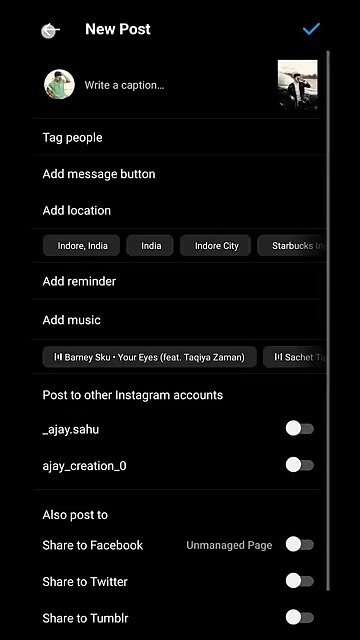 New Post
Write a caption...
Tag people
Add message button
Add location
Indore, India India Indore City Starbucks
Add reminder
Add music
Barney Sku • Your Eyes (feat. Taqiya Zaman) Sachet
Post to other Instagram accounts
_ajay.sahu
ajay_creation_0
Also post to
Share to Facebook Unmanaged Page
Share to Twitter
Share to Tumblr